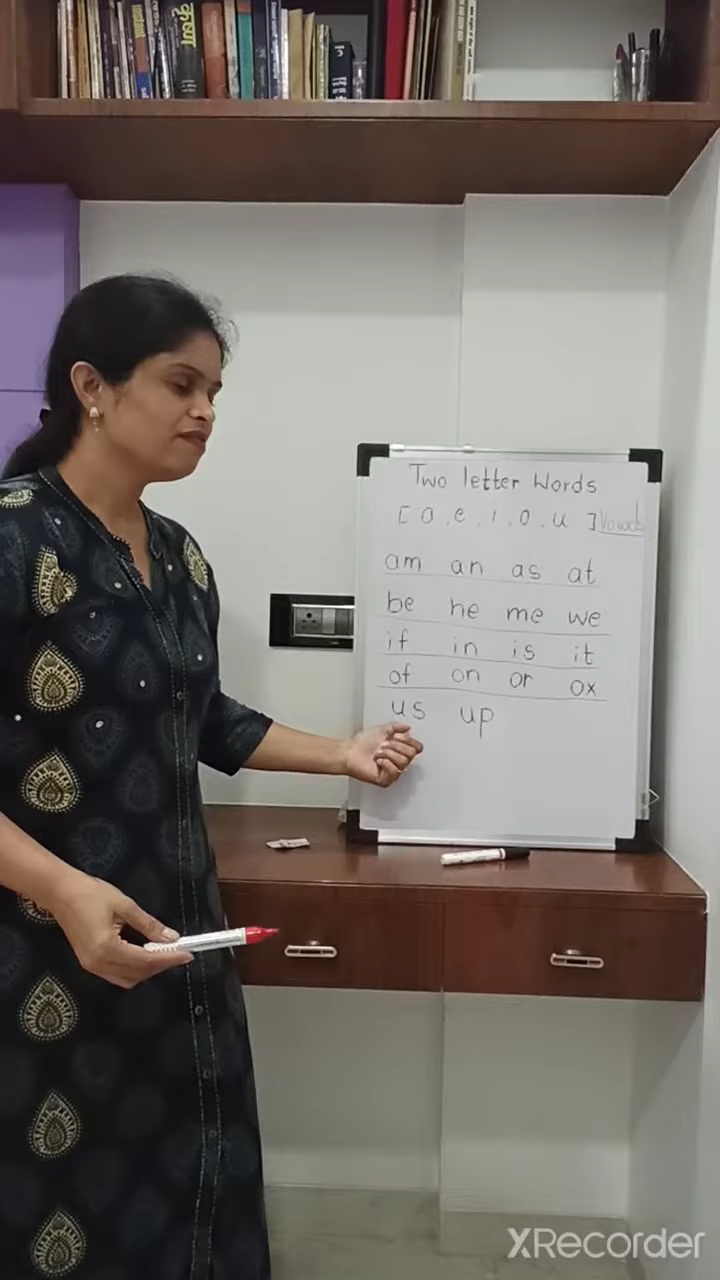 कृष्ण
Two letter Words
[ a, e, i, o, u ] Vowels
am an as at
be he me we
if in is it
of on or ox
us up
XRecorder